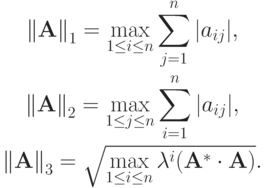 ‖𝐀‖₁ = max_{1≤i≤n} ∑_{j=1}^{n} |a_{ij}|,
‖𝐀‖₂ = max_{1≤j≤n} ∑_{i=1}^{n} |a_{ij}|,
‖𝐀‖₃ = √(max_{1≤i≤n} λ^i(𝐀* · 𝐀)).